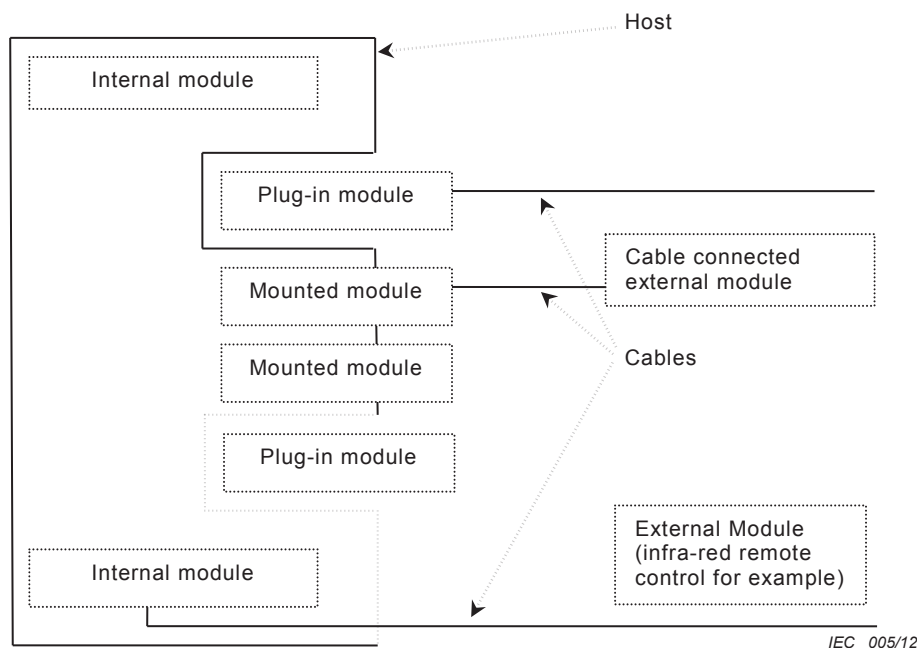 Host
Internal module
Plug-in module
Cable connected
external module
Mounted module
Mounted module
Cables
Plug-in module
External Module
(infra-red remote
control for example)
Internal module
IEC 005/12